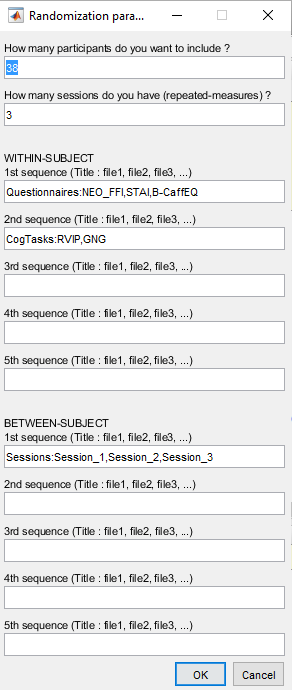 Randomization para...
How many participants do you want to include ?
38
How many sessions do you have (repeated-measures) ?
3
WITHIN-SUBJECT
1st sequence (Title : file1, file2, file3, ...)
Questionnaires:NEO_FFI,STAI,B-CaffEQ
2nd sequence (Title : file1, file2, file3, ...)
CogTasks:RVIP,GNG
3rd sequence (Title : file1, file2, file3, ...)
4th sequence (Title : file1, file2, file3, ...)
5th sequence (Title : file1, file2, file3, ...)
BETWEEN-SUBJECT
1st sequence (Title : file1, file2, file3, ...)
Sessions:Session_1,Session_2,Session_3
2nd sequence (Title : file1, file2, file3, ...)
3rd sequence (Title : file1, file2, file3, ...)
4th sequence (Title : file1, file2, file3, ...)
5th sequence (Title : file1, file2, file3, ...)
OK Cancel